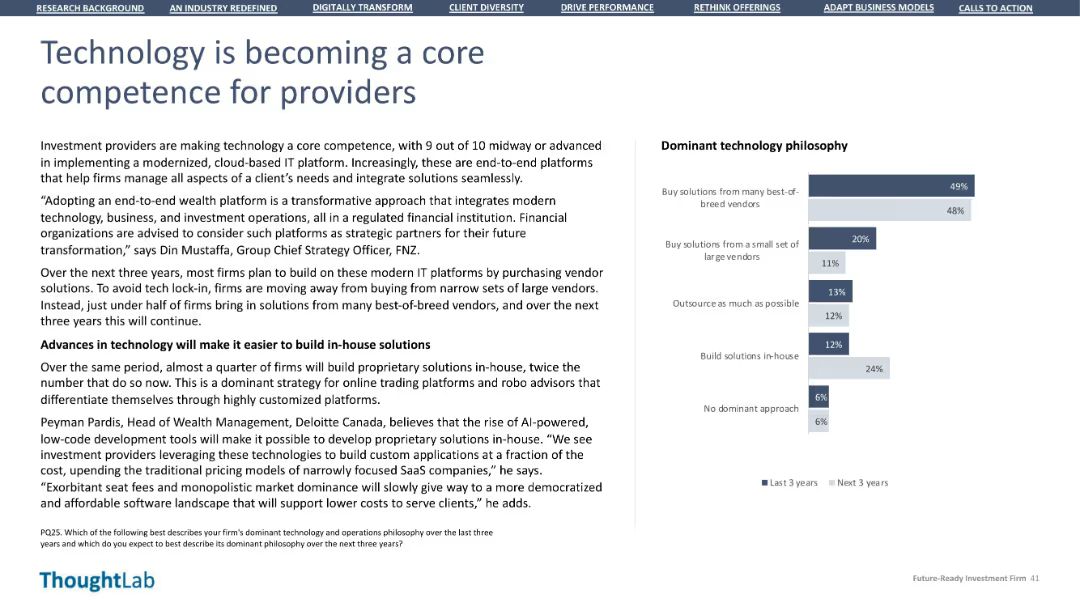 RESEARCH BACKGROUND AN INDUSTRY REDEFINED DIGITALLY TRANSFORM CLIENT DIVERSITY DRIVE PERFORMANCE RETHINK OFFERINGS ADAPT BUSINESS MODELS CALLS TO ACTION
Technology is becoming a core
competence for providers
Investment providers are making technology a core competence, with 9 out of 10 midway or advanced
in implementing a modernized, cloud-based IT platform. Increasingly, these are end-to-end platforms
that help firms manage all aspects of a client's needs and integrate solutions seamlessly.
“Adopting an end-to-end wealth platform is a transformative approach that integrates modern
technology, business, and investment operations, all in a regulated financial institution. Financial
organizations are advised to consider such platforms as strategic partners for their future
transformation,” says Din Mustaffa, Group Chief Strategy Officer, FNZ.
Over the next three years, most firms plan to build on these modern IT platforms by purchasing vendor
solutions. To avoid tech lock-in, firms are moving away from buying from narrow sets of large vendors.
Instead, just under half of firms bring in solutions from many best-of-breed vendors, and over the next
three years this will continue.
Advances in technology will make it easier to build in-house solutions
Over the same period, almost a quarter of firms will build proprietary solutions in-house, twice the
number that do so now. This is a dominant strategy for online trading platforms and robo advisors that
differentiate themselves through highly customized platforms.
Peyman Pardis, Head of Wealth Management, Deloitte Canada, believes that the rise of AI-powered,
low-code development tools will make it possible to develop proprietary solutions in-house. “We see
investment providers leveraging these technologies to build custom applications at a fraction of the
cost, upending the traditional pricing models of narrowly focused SaaS companies,” he says.
“Exorbitant seat fees and monopolistic market dominance will slowly give way to a more democratized
and affordable software landscape that will support lower costs to serve clients,” he adds.
PQ25. Which of the following best describes your firm's dominant technology and operations philosophy over the last three
years and which do you expect to best describe its dominant philosophy over the next three years?
Dominant technology philosophy
Buy solutions from many best-of-
breed vendors
49%
48%
Buy solutions from a small set of
large vendors
20%
11%
Outsource as much as possible
13%
12%
Build solutions in-house
12%
24%
No dominant approach
6%
6%
Last 3 years Next 3 years
ThoughtLab
Future-Ready Investment Firm 41